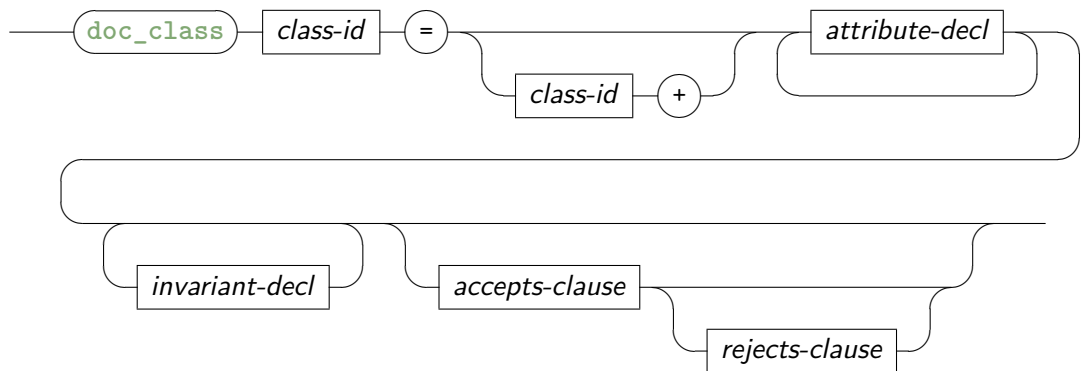 doc_class class-id = attribute-decl
class-id +
invariant-decl accepts-clause
rejects-clause